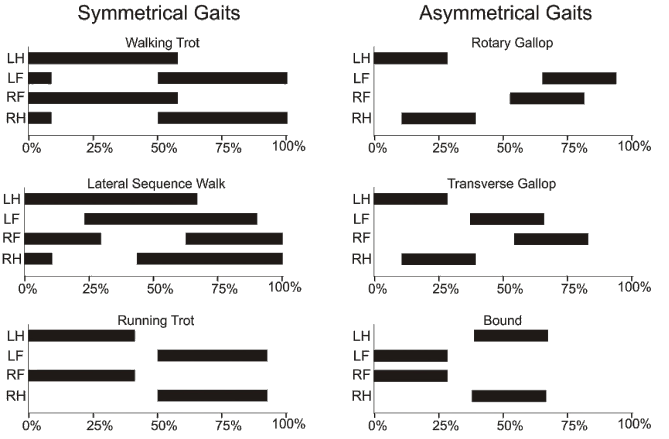 Symmetrical Gaits
Asymmetrical Gaits
Walking Trot
LH
LF
RF
RH
0% 25% 50% 75% 100%
Rotary Gallop
LH
LF
RF
RH
0% 25% 50% 75% 100%
Lateral Sequence Walk
LH
LF
RF
RH
0% 25% 50% 75% 100%
Transverse Gallop
LH
LF
RF
RH
0% 25% 50% 75% 100%
Running Trot
LH
LF
RF
RH
0% 25% 50% 75% 100%
Bound
LH
LF
RF
RH
0% 25% 50% 75% 100%